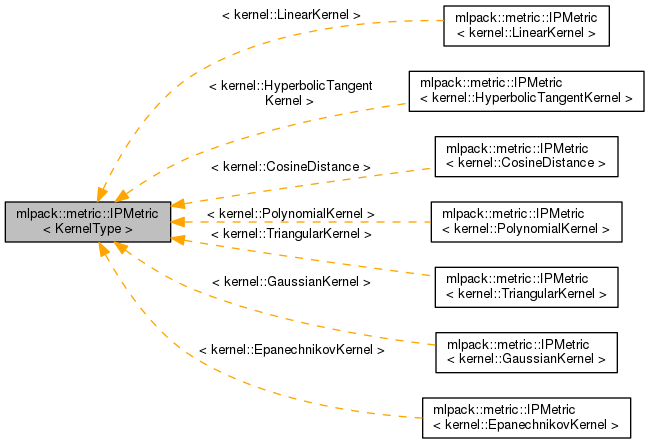 < kernel::LinearKernel >
mlpack::metric::IPMetric
< kernel::LinearKernel >
< kernel::HyperbolicTangent
Kernel >
mlpack::metric::IPMetric
< kernel::HyperbolicTangentKernel >
< kernel::CosineDistance >
mlpack::metric::IPMetric
< kernel::CosineDistance >
mlpack::metric::IPMetric
< KernelType >
< kernel::PolynomialKernel >
mlpack::metric::IPMetric
< kernel::PolynomialKernel >
< kernel::TriangularKernel >
mlpack::metric::IPMetric
< kernel::TriangularKernel >
< kernel::GaussianKernel >
mlpack::metric::IPMetric
< kernel::GaussianKernel >
< kernel::EpanechnikovKernel >
mlpack::metric::IPMetric
< kernel::EpanechnikovKernel >